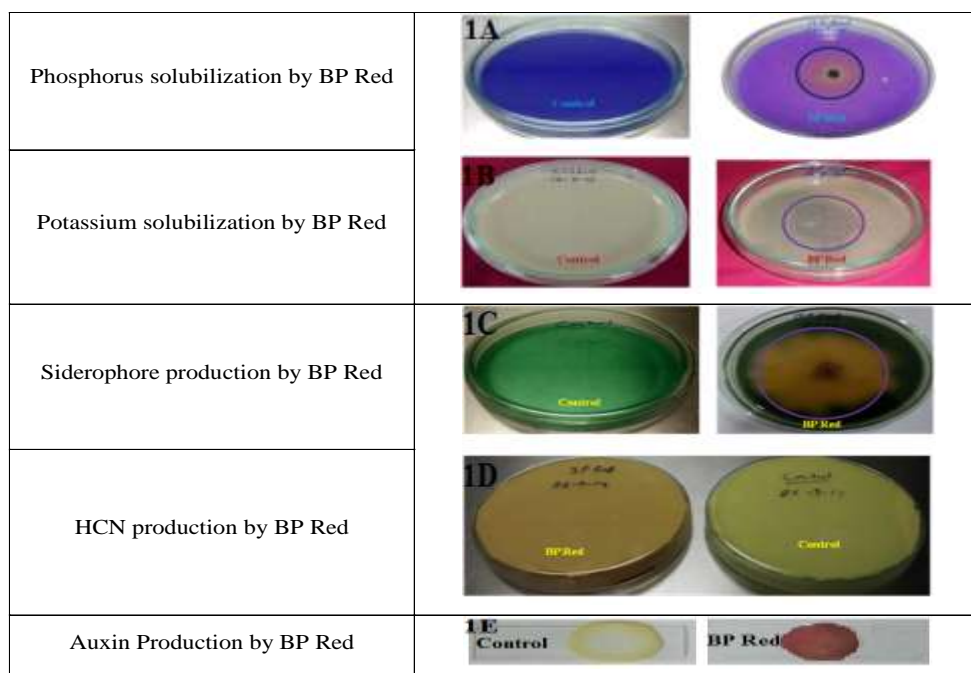 Phosphorus solubilization by BP Red
1A
Control
Potassium solubilization by BP Red
1B
Control
BP Red
Siderophore production by BP Red
1C
Control
BP Red
HCN production by BP Red
1D
BP Red
Control
Control
Auxin Production by BP Red
1E
Control
BP Red